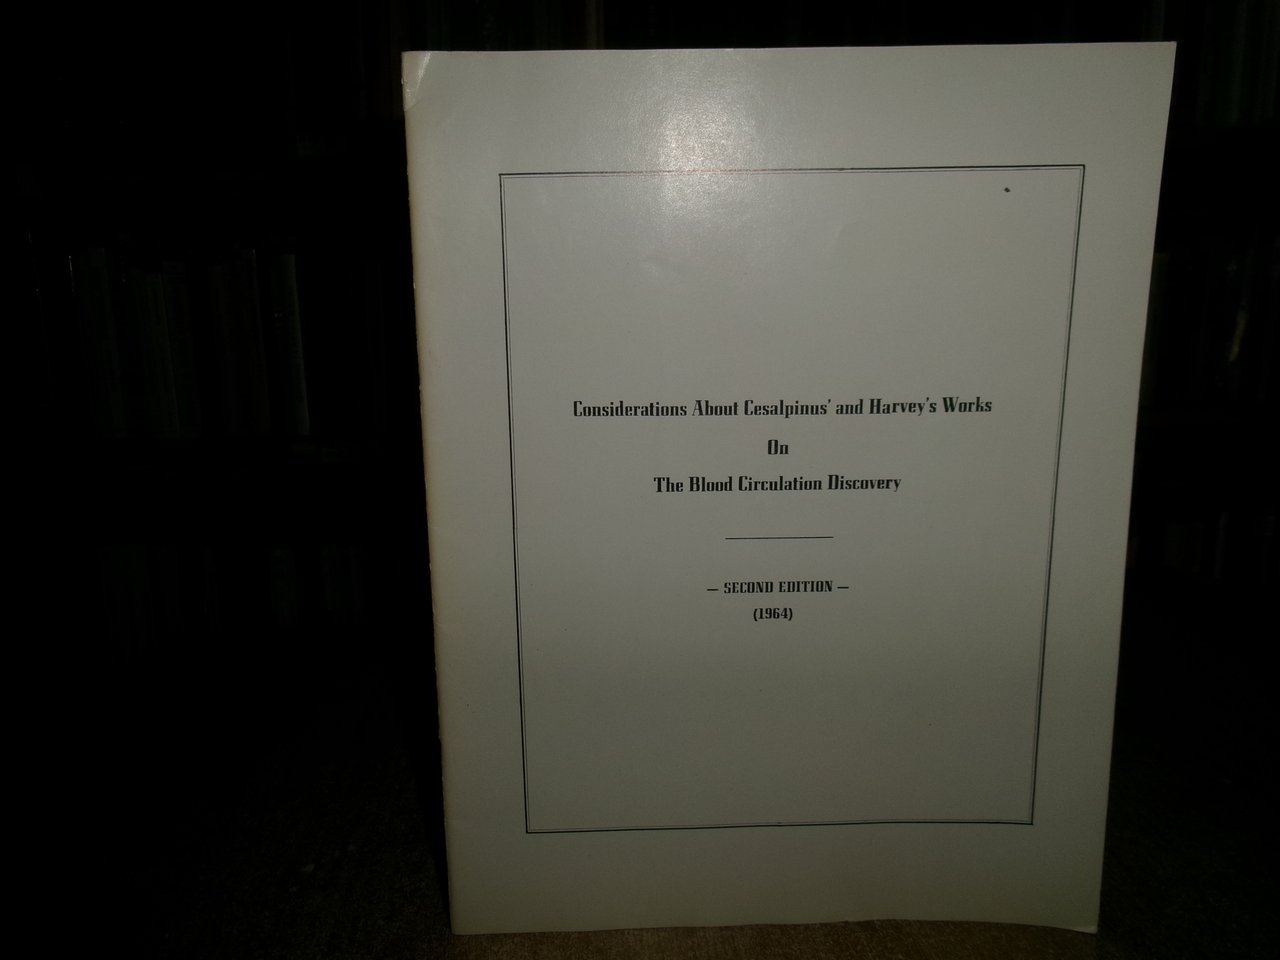 Considerations About Cesalpinus' and Harvey's Works
On
The Blood Circulation Discovery
— SECOND EDITION —
(1964)